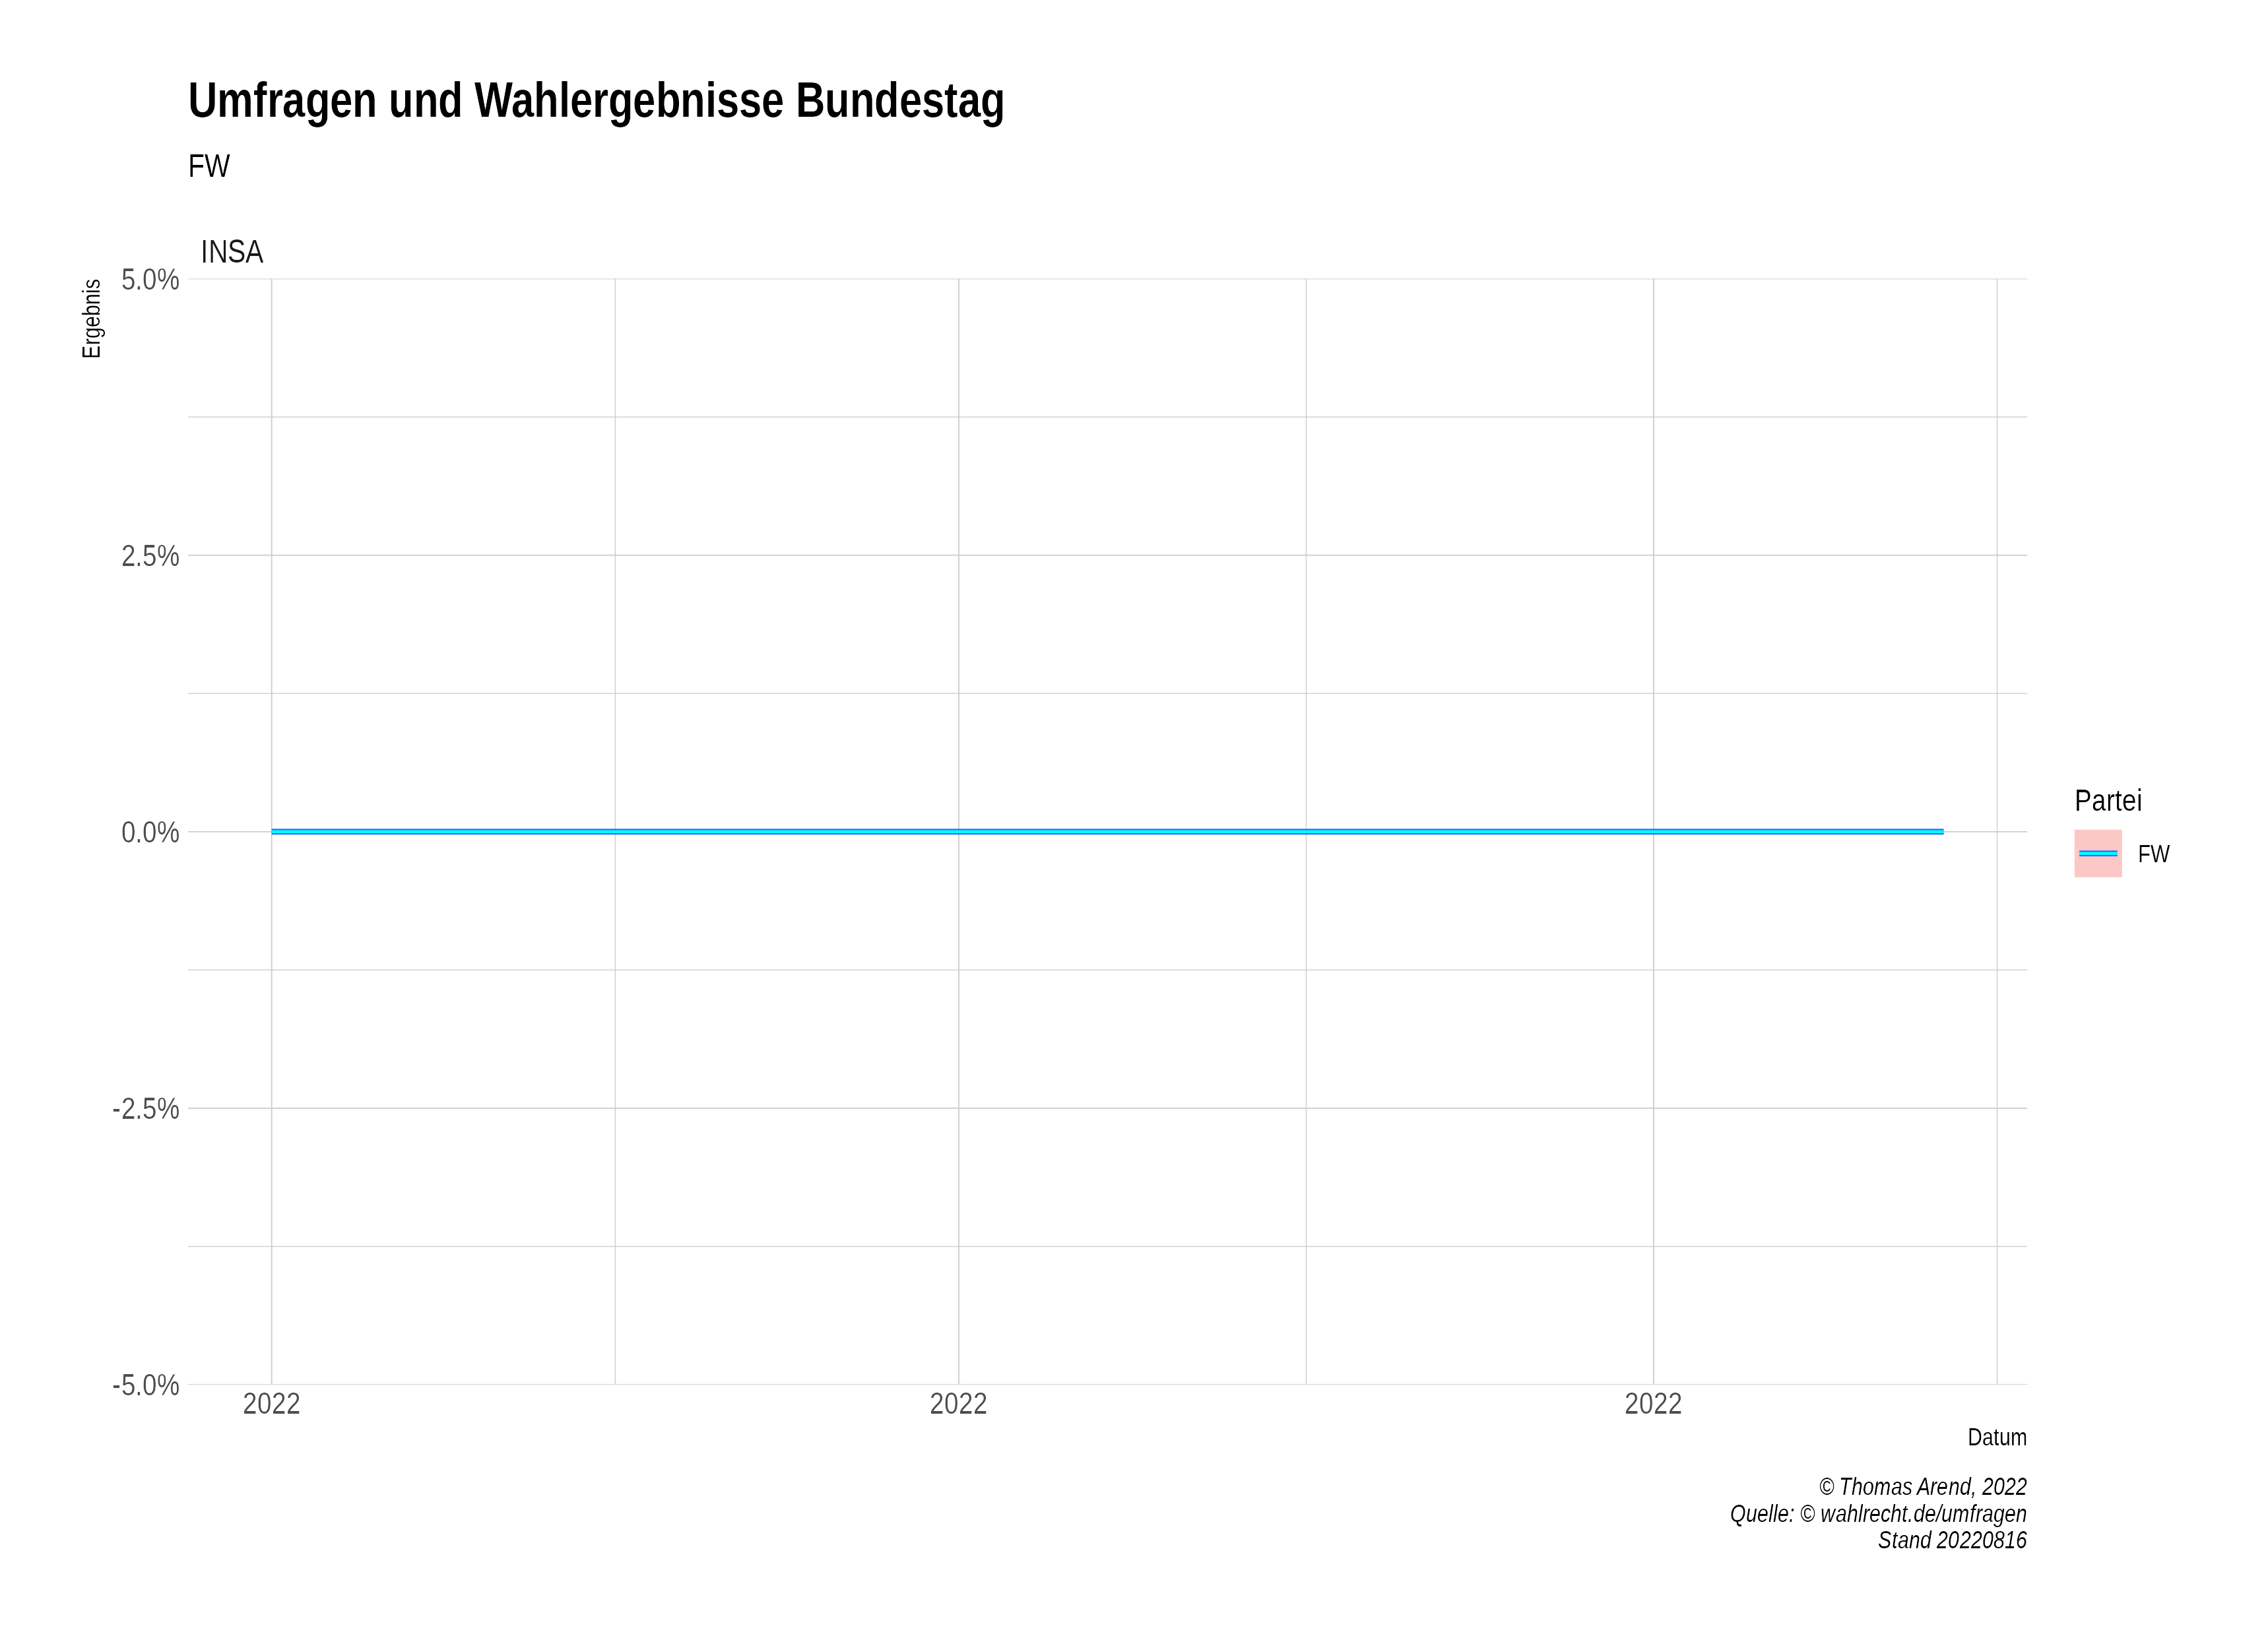 Umfragen und Wahlergebnisse Bundestag
FW
INSA
Ergebnis
5.0%
2.5%
0.0%
-2.5%
-5.0%
2022 2022 2022
Datum
Partei
FW
© Thomas Arend, 2022
Quelle: © wahlrecht.de/umfragen
Stand 20220816